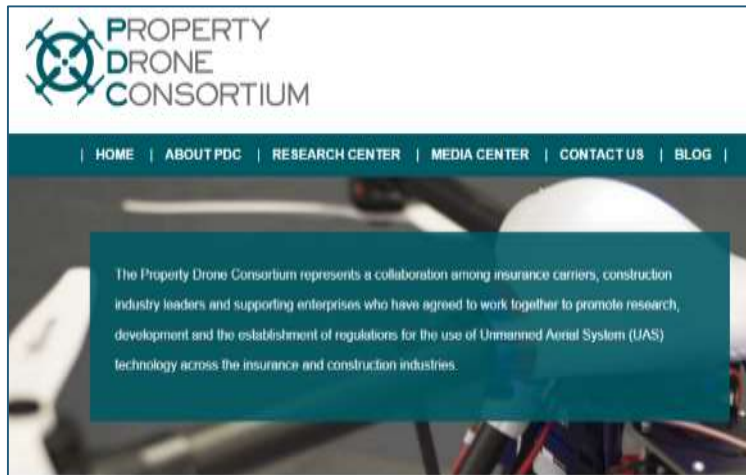 PROPERTY
DRONE
CONSORTIUM
| HOME | ABOUT PDC | RESEARCH CENTER | MEDIA CENTER | CONTACT US | BLOG |
The Property Drone Consortium represents a collaboration among insurance carriers, construction
industry leaders and supporting enterprises who have agreed to work together to promote research,
development and the establishment of regulations for the use of Unmanned Aerial System (UAS)
technology across the insurance and construction industries.